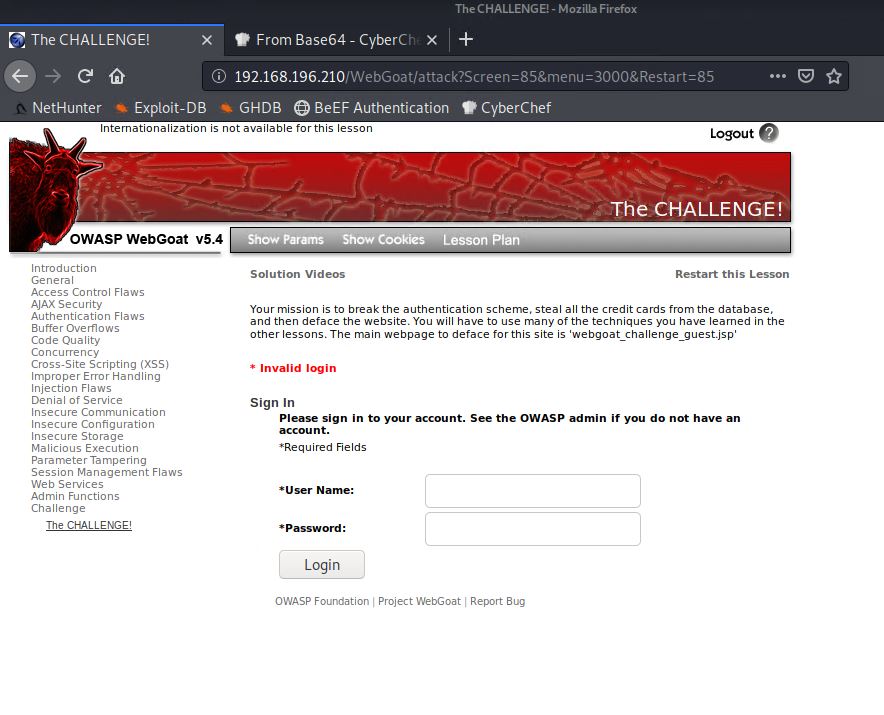 The CHALLENGE! - Mozilla Firefox
The CHALLENGE!
From Base64 - CyberChe
192.168.196.210/WebGoat/attack?Screen=85&menu=3000&Restart=85
NetHunter Exploit-DB GHDB BeEF Authentication CyberChef
Internationalization is not available for this lesson
Logout ?
The CHALLENGE!
OWASP WebGoat v5.4
Show Params Show Cookies Lesson Plan
Introduction
General
Access Control Flaws
AJAX Security
Authentication Flaws
Buffer Overflows
Code Quality
Concurrency
Cross-Site Scripting (XSS)
Improper Error Handling
Injection Flaws
Denial of Service
Insecure Communication
Insecure Configuration
Insecure Storage
Malicious Execution
Parameter Tampering
Session Management Flaws
Web Services
Admin Functions
Challenge
The CHALLENGE!
Solution Videos Restart this Lesson
Your mission is to break the authentication scheme, steal all the credit cards from the database,
and then deface the website. You will have to use many of the techniques you have learned in the
other lessons. The main webpage to deface for this site is 'webgoat_challenge_guest.jsp'
* Invalid login
Sign In
Please sign in to your account. See the OWASP admin if you do not have an
account.
*Required Fields
*User Name:
*Password:
Login
OWASP Foundation | Project WebGoat | Report Bug